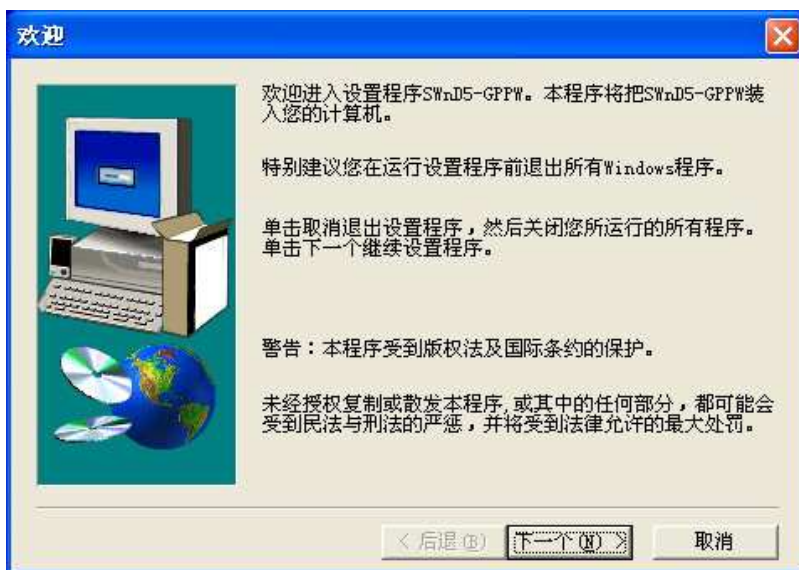 欢迎
欢迎进入设置程序SWnD5-GPPW。本程序将把SWnD5-GPPW装
入您的计算机。
特别建议您在运行设置程序前退出所有Windows程序。
单击取消退出设置程序，然后关闭您所运行的所有程序。
单击下一个继续设置程序。
警告：本程序受到版权法及国际条约的保护。
未经授权复制或散发本程序,或其中的任何部分，都可能会
受到民法与刑法的严惩，并将受到法律允许的最大处罚。
< 后退(B) 下一个(N) > 取消